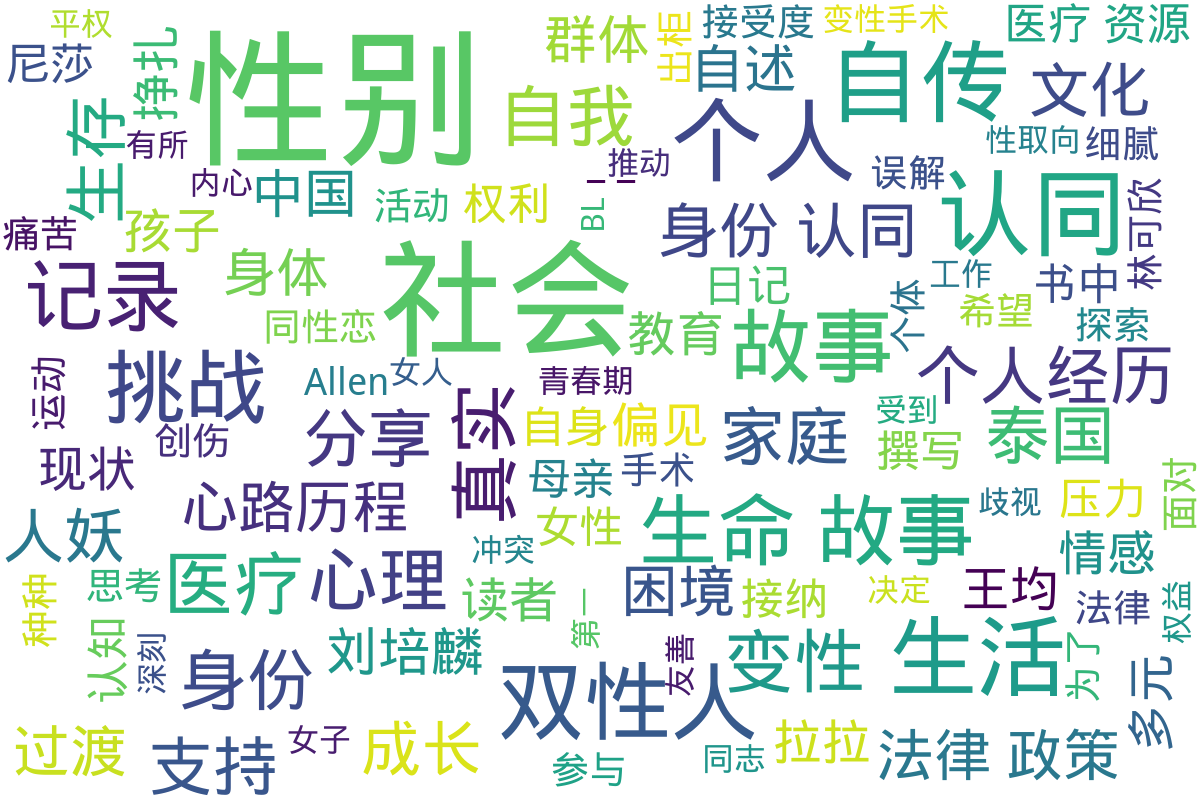 平权
尼莎
挣扎
性别
群体
出柜
接受度
变性手术
医疗 资源
自述
自传
文化
生存
有所
自我
个人
性取向
细腻
推动
误解
内心
中国
活动
权利
BL
认同
痛苦
孩子
身份 认同
林可欣
社会
身体
记录
日记
个体
工作
书中
希望
探索
同性恋
教育
故事
挑战
Allen
女人
青春期
个人经历
运动
创伤
分享
真实
自身
偏见
家庭
受到
泰国
撰写
现状
母亲
手术
心路历程
歧视
压力
面对
人妖
女性
生命 故事
冲突
情感
医疗
心理
思考
种种
读者
困境
接纳
决定
王均
法律
权益
第一
认知
深刻
刘培麟
友善
变性
生活
为了
身份
双性人
多元
过渡
支持
女子
成长
参与
同志
拉拉
法律 政策